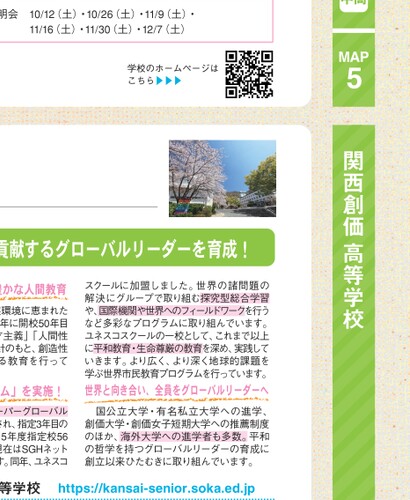 明会 10/12（土）・10/26（土）・11/9（土）・
11/16（土）・11/30（土）・12/7（土）
学校のホームページは
こちら▶▶▶
MAP
5
関西創価 高等学校
貢献するグローバルリーダーを育成！
かな人間教育
環境に恵まれた
年に開校50年目
主義」「人間性
針のもと、創造性
る教育を行って
ム」を実施！
ーパーグローバル
され、指定3年目の
5年度指定校56
現在はSGHネット
す。同年、ユネスコ
スクールに加盟しました。世界の諸問題の
解決にグループで取り組む探究型総合学習
や、国際機関や世界へのフィールドワークを行う
など多彩なプログラムに取り組んでいます。
ユネスコスクールの一校として、これまで以上
に平和教育・生命尊厳の教育を深め、実践して
いきます。より広く、より深く地球的課題を
学ぶ世界市民教育プログラムを行っています。
世界と向き合い、全員をグローバルリーダーへ
国公立大学・有名私立大学への進学、
創価大学・創価女子短期大学への推薦制度
のほか、海外大学への進学者も多数。平和
の哲学を持つグローバルリーダーの育成に
創立以来ひたむきに取り組んでいます。
等学校 https://kansai-senior.soka.ed.jp